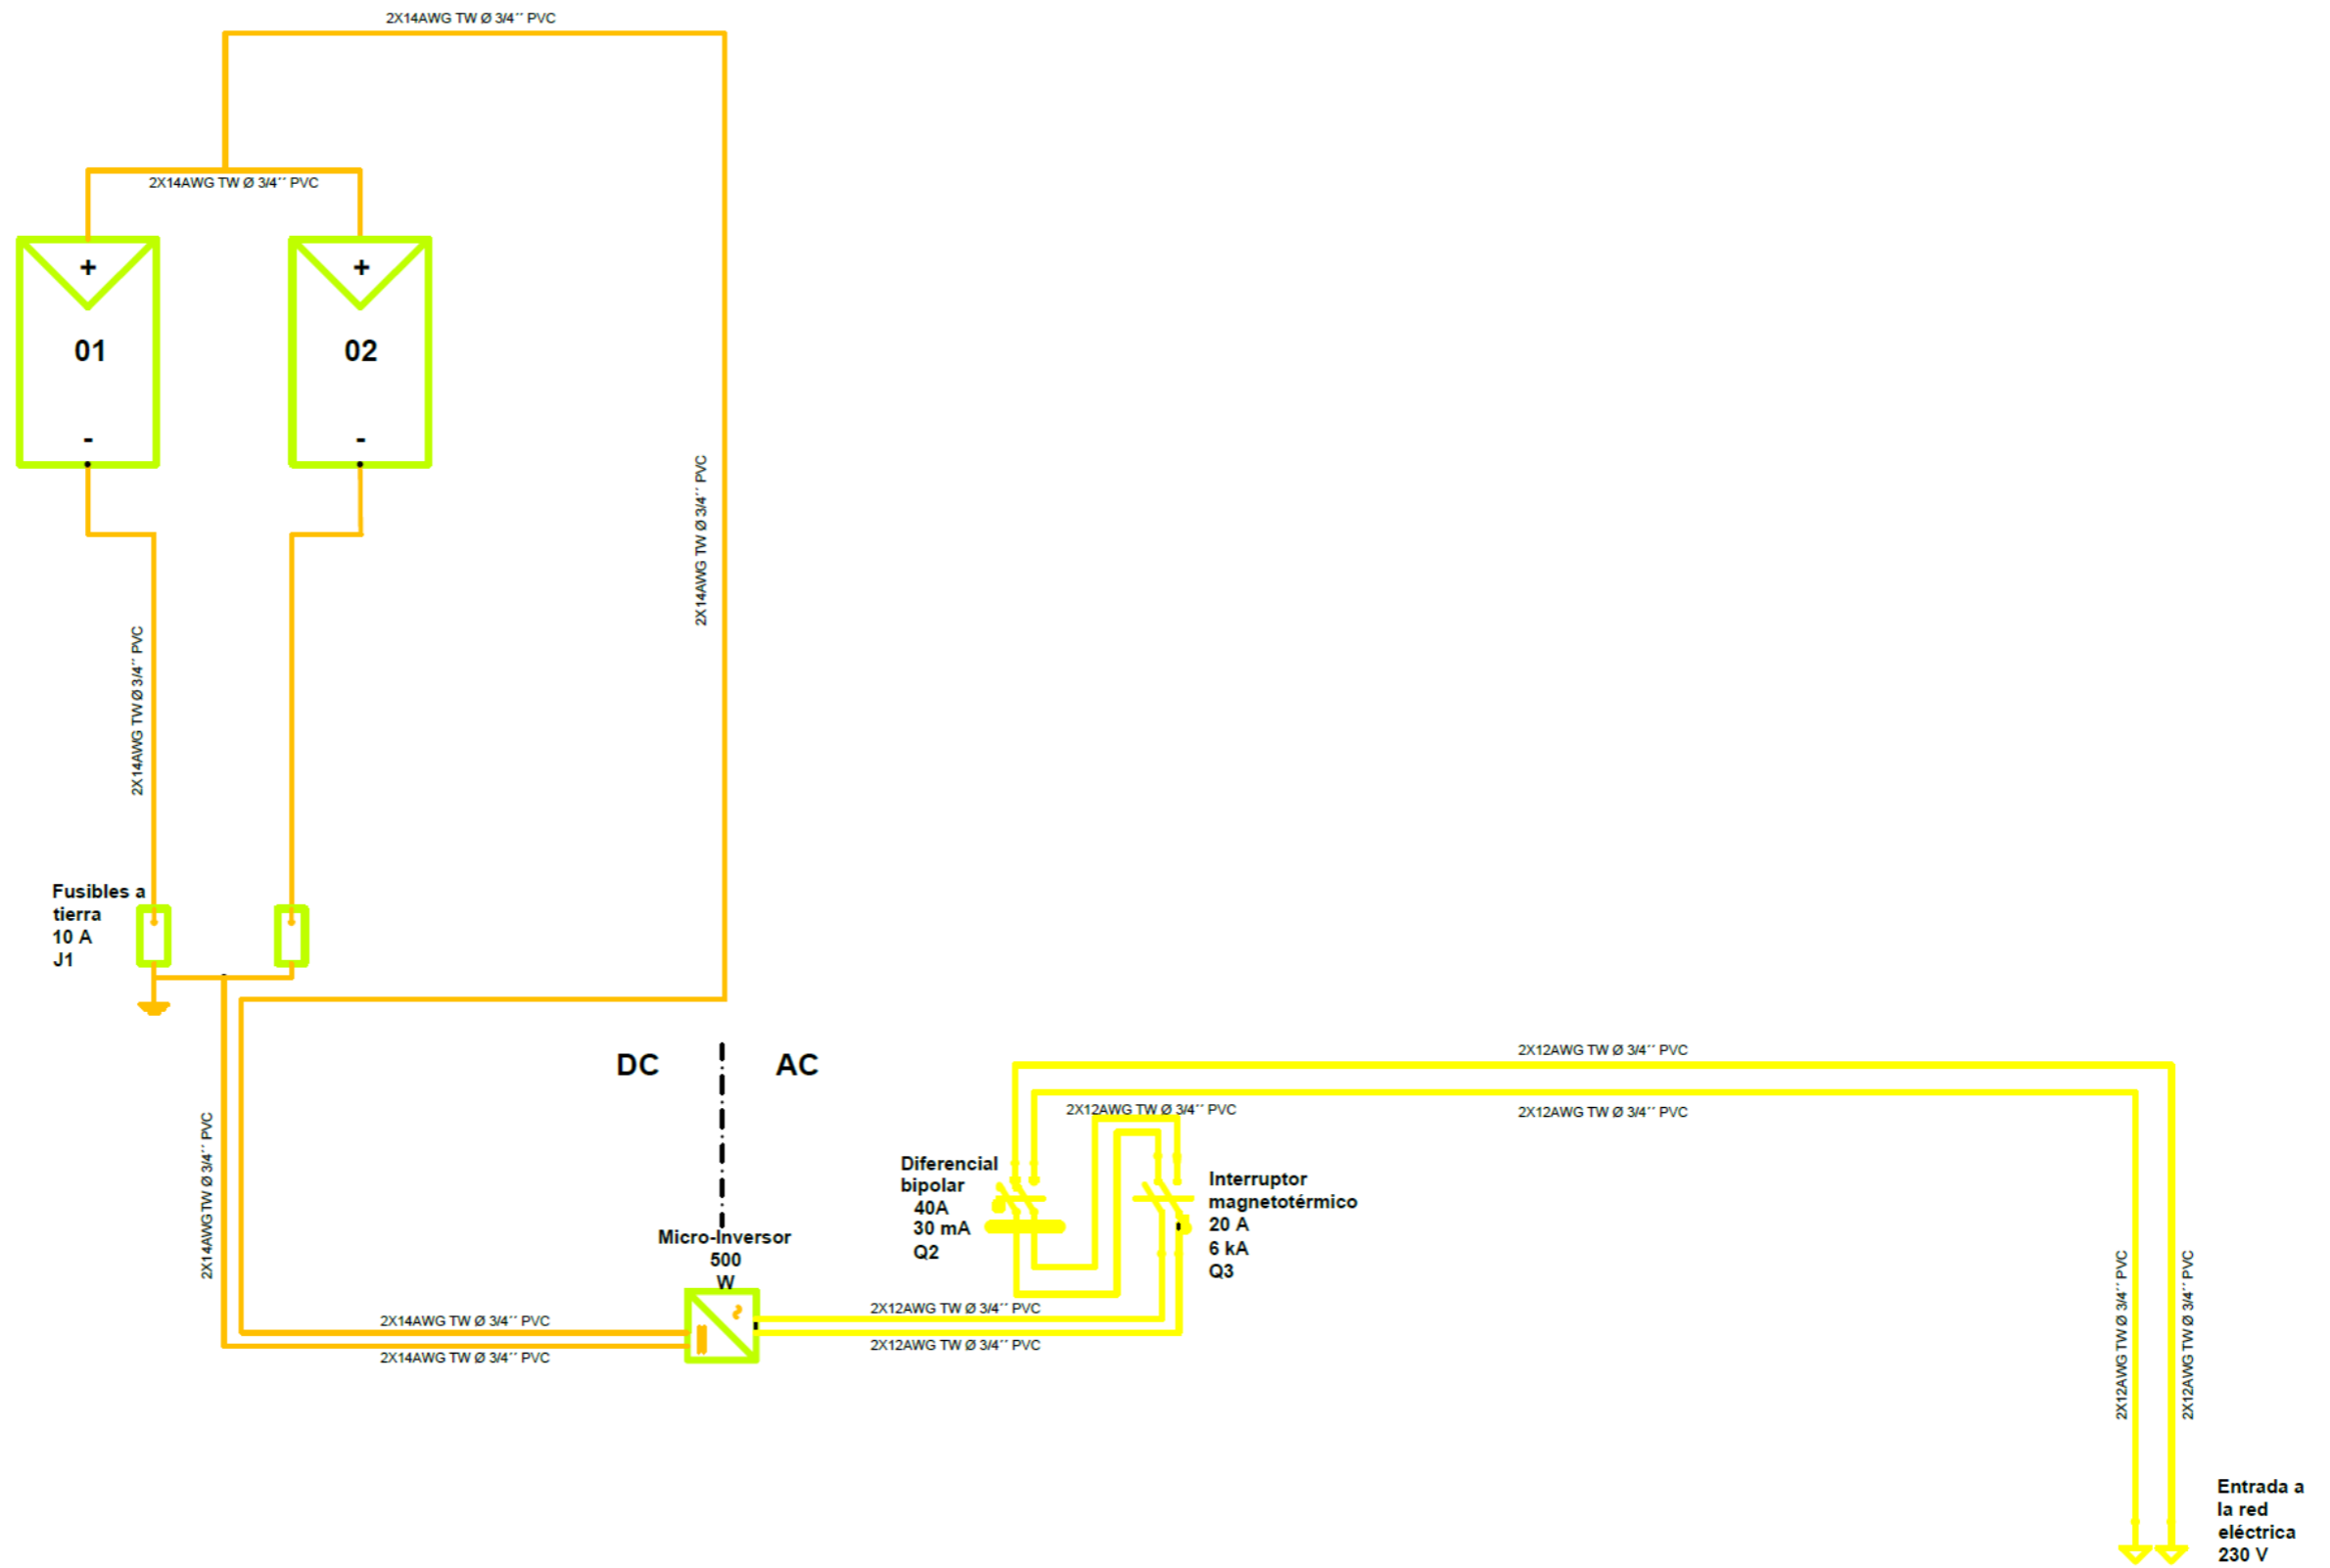 2X14AWG TW Ø 3/4´´ PVC
2X14AWG TW Ø 3/4´´ PVC
+
+
01
02
-
-
2X14AWG TW Ø 3/4´´ PVC
2X14AWG TW Ø 3/4´´ PVC
Fusibles a
tierra
10 A
J1
DC
AC
2X12AWG TW Ø 3/4´´ PVC
2X12AWG TW Ø 3/4´´ PVC
2X12AWG TW Ø 3/4´´ PVC
2X14AWG TW Ø 3/4´´ PVC
Diferencial
bipolar
40A
30 mA
Q2
Interruptor
magnetotérmico
20 A
6 kA
Q3
Micro-Inversor
500
W
~
2X14AWG TW Ø 3/4´´ PVC
2X14AWG TW Ø 3/4´´ PVC
2X12AWG TW Ø 3/4´´ PVC
2X12AWG TW Ø 3/4´´ PVC
2X12AWG TW Ø 3/4´´ PVC
2X12AWG TW Ø 3/4´´ PVC
Entrada a
la red
eléctrica
230 V